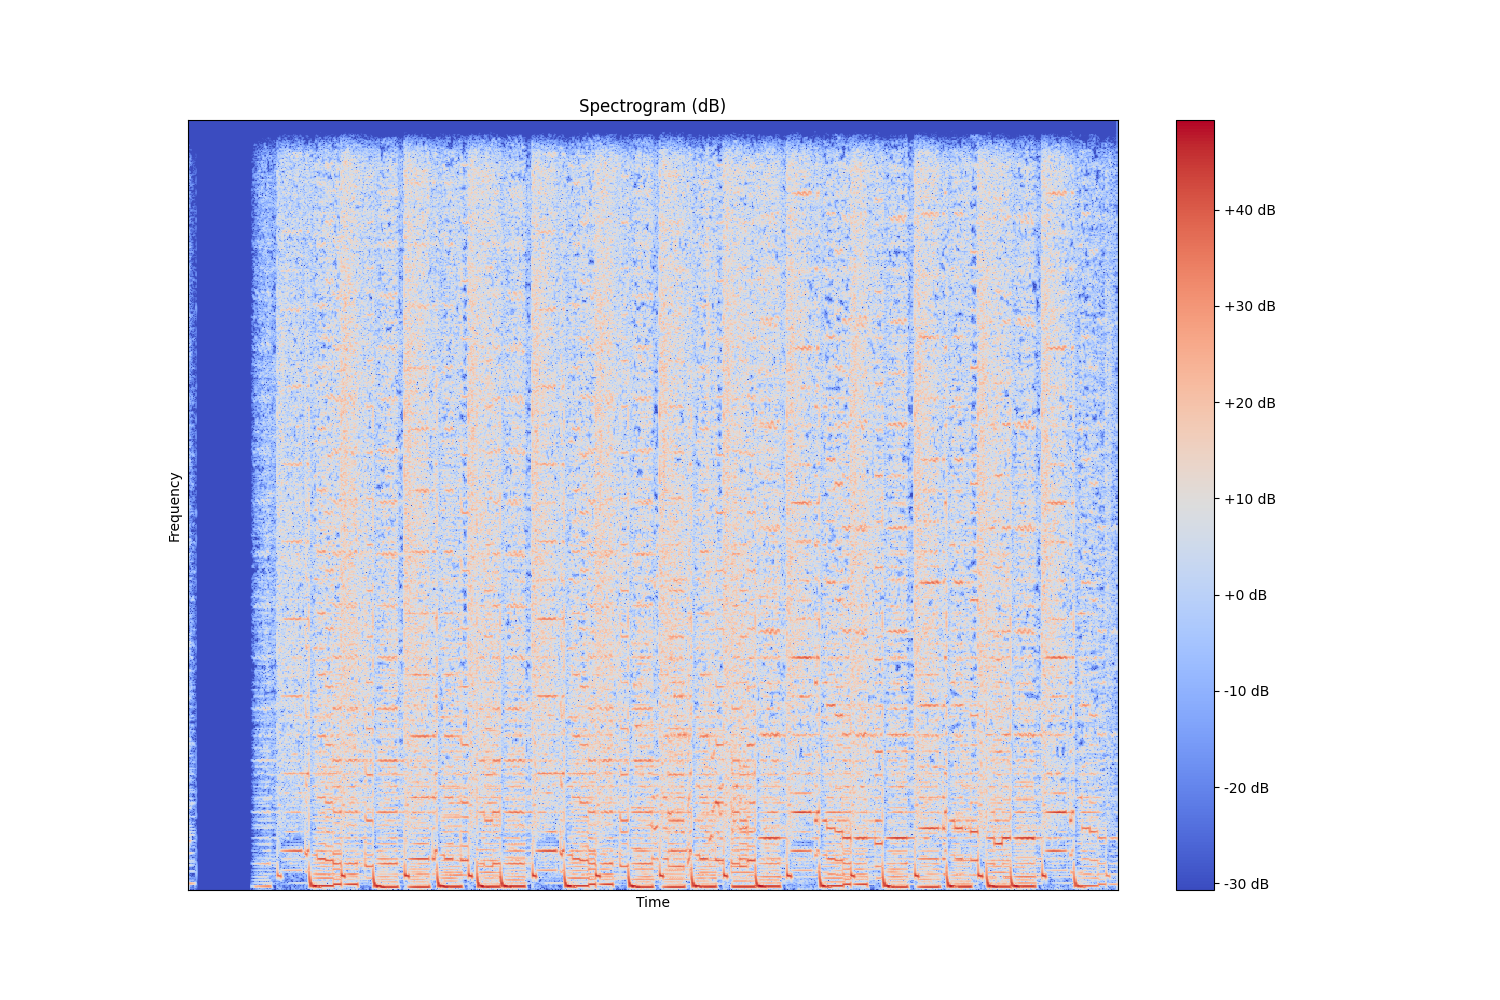 Spectrogram (dB)
Frequency
Time
+40 dB
+30 dB
+20 dB
+10 dB
+0 dB
-10 dB
-20 dB
-30 dB